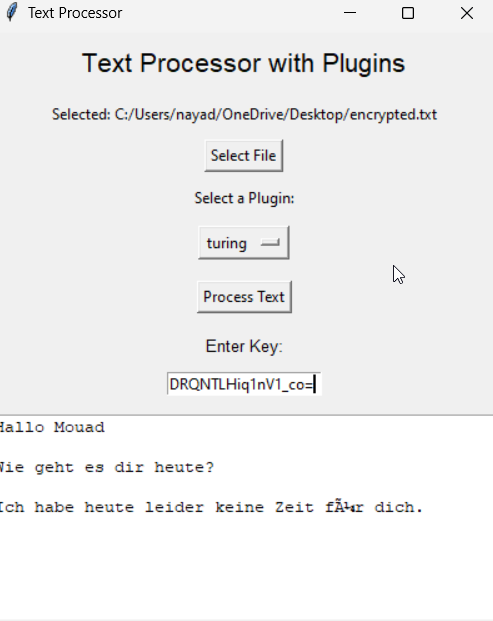 Text Processor
Text Processor with Plugins
Selected: C:/Users/nayad/OneDrive/Desktop/encrypted.txt
Select File
Select a Plugin:
turing
Process Text
Enter Key:
DRQNTLHiq1nV1_co=
Hallo Mouad
Wie geht es dir heute?
Ich habe heute leider keine Zeit fÃ¼r dich.